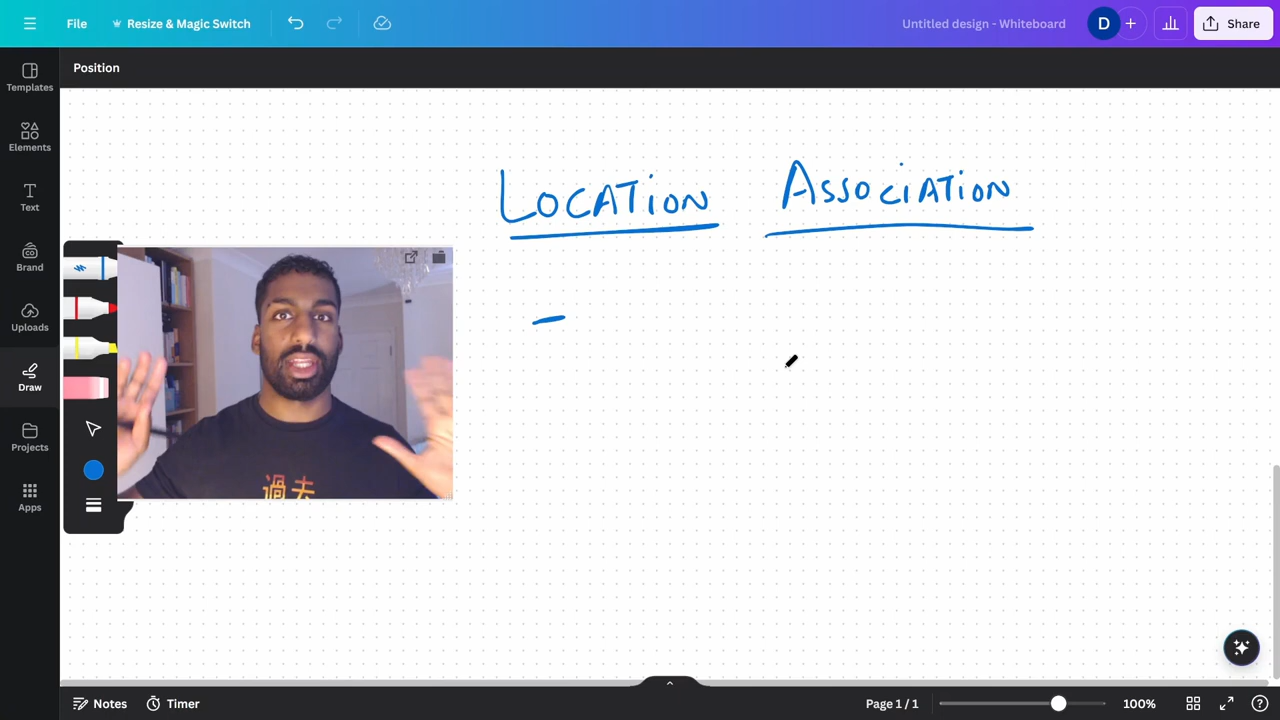 File
Resize & Magic Switch
Untitled design - Whiteboard
D
+
Share
Position
Templates
Elements
Text
Brand
Uploads
Draw
Projects
Apps
LOCATION ASSOCIATION
過去
Notes
Timer
Page 1 / 1
100%